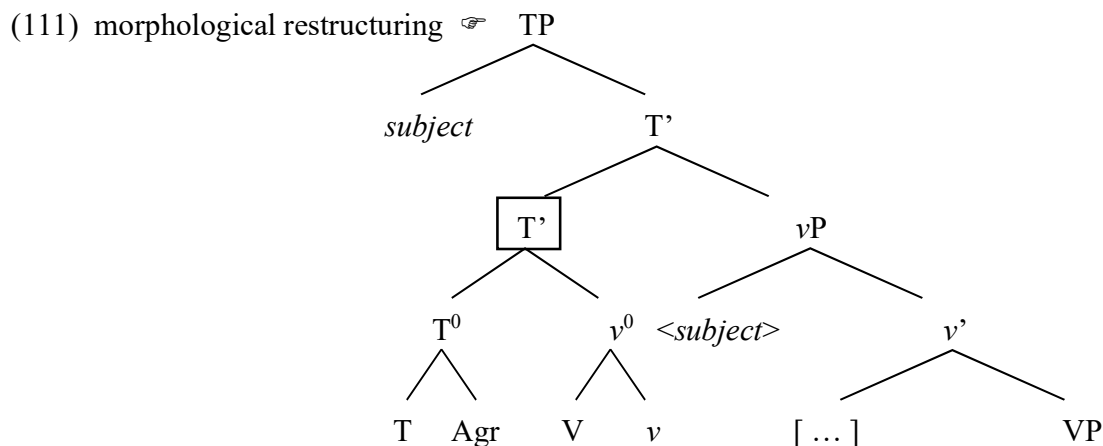 (111) morphological restructuring ☞ TP
subject T’
T’ vP
T⁰ v⁰ <subject> v’
T Agr V v [ … ] VP